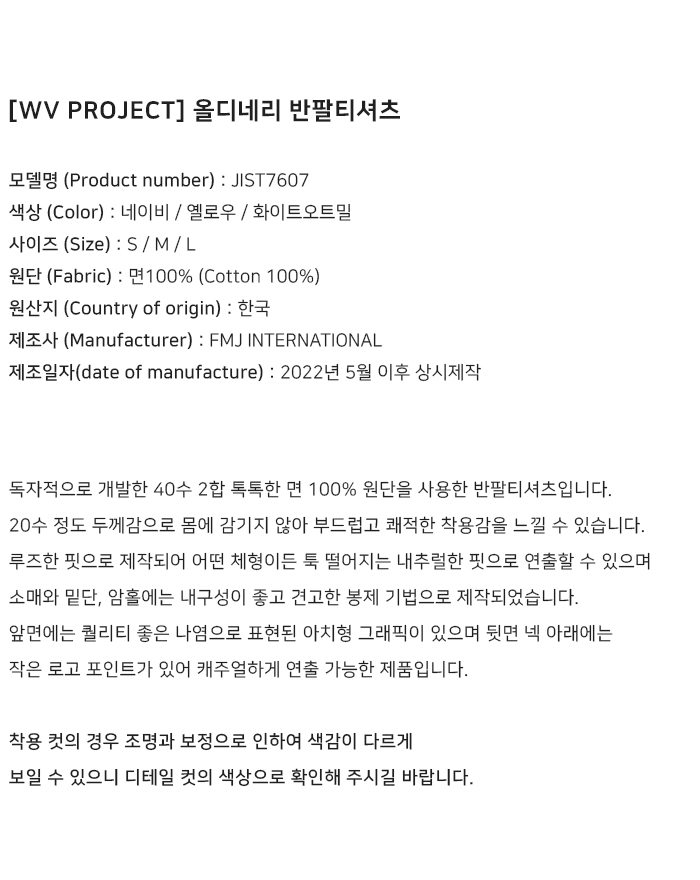 [WV PROJECT] 올디네리 반팔티셔츠
모델명 (Product number) : JIST7607
색상 (Color) : 네이비 / 옐로우 / 화이트오트밀
사이즈 (Size) : S / M / L
원단 (Fabric) : 면100% (Cotton 100%)
원산지 (Country of origin) : 한국
제조사 (Manufacturer) : FMJ INTERNATIONAL
제조일자(date of manufacture) : 2022년 5월 이후 상시제작
독자적으로 개발한 40수 2합 톡톡한 면 100% 원단을 사용한 반팔티셔츠입니다.
20수 정도 두께감으로 몸에 감기지 않아 부드럽고 쾌적한 착용감을 느낄 수 있습니다.
루즈한 핏으로 제작되어 어떤 체형이든 툭 떨어지는 내추럴한 핏으로 연출할 수 있으며
소매와 밑단, 암홀에는 내구성이 좋고 견고한 봉제 기법으로 제작되었습니다.
앞면에는 퀄리티 좋은 나염으로 표현된 아치형 그래픽이 있으며 뒷면 넥 아래에는
작은 로고 포인트가 있어 캐주얼하게 연출 가능한 제품입니다.
착용 컷의 경우 조명과 보정으로 인하여 색감이 다르게
보일 수 있으니 디테일 컷의 색상으로 확인해 주시길 바랍니다.